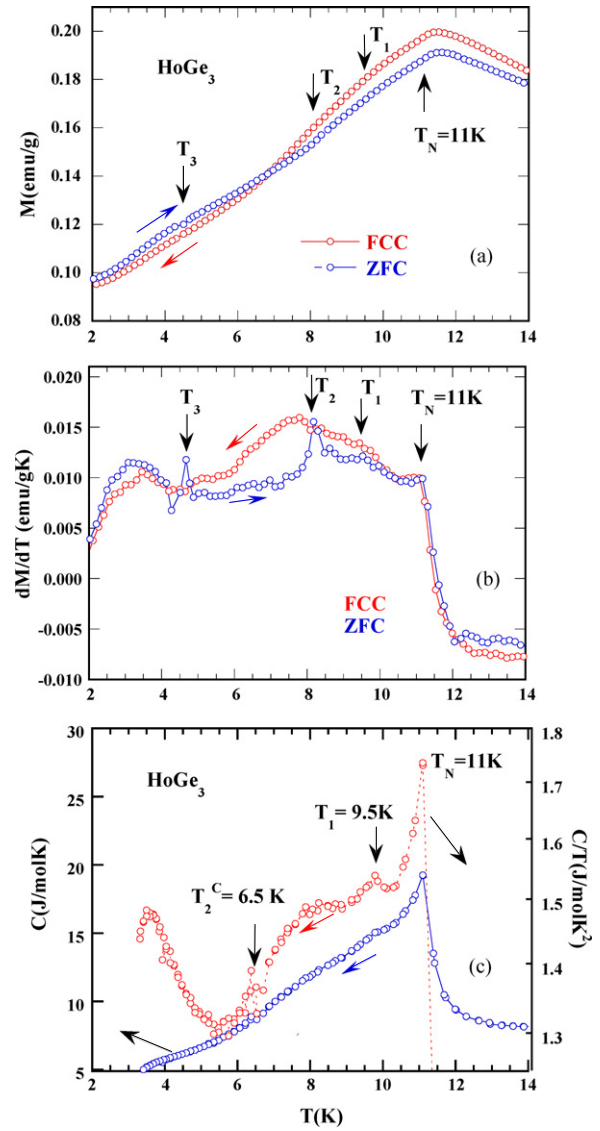 0.20
0.18
0.16
0.14
0.12
0.10
0.08
M(emu/g)
HoGe3
T1
T2
T3
TN=11K
FCC
ZFC
(a)
2 4 6 8 10 12 14
0.020
0.015
0.010
0.005
0.000
-0.005
-0.010
dM/dT (emu/gK)
T3
T2
T1
TN=11K
FCC
ZFC
(b)
2 4 6 8 10 12 14
30
25
20
15
10
5
C(J/molK)
HoGe3
TN=11K
T1 = 9.5K
T2C= 6.5 K
(c)
1.8
1.7
1.6
1.5
1.4
1.3
C/T(J/molK2)
2 4 6 8 10 12 14
T(K)